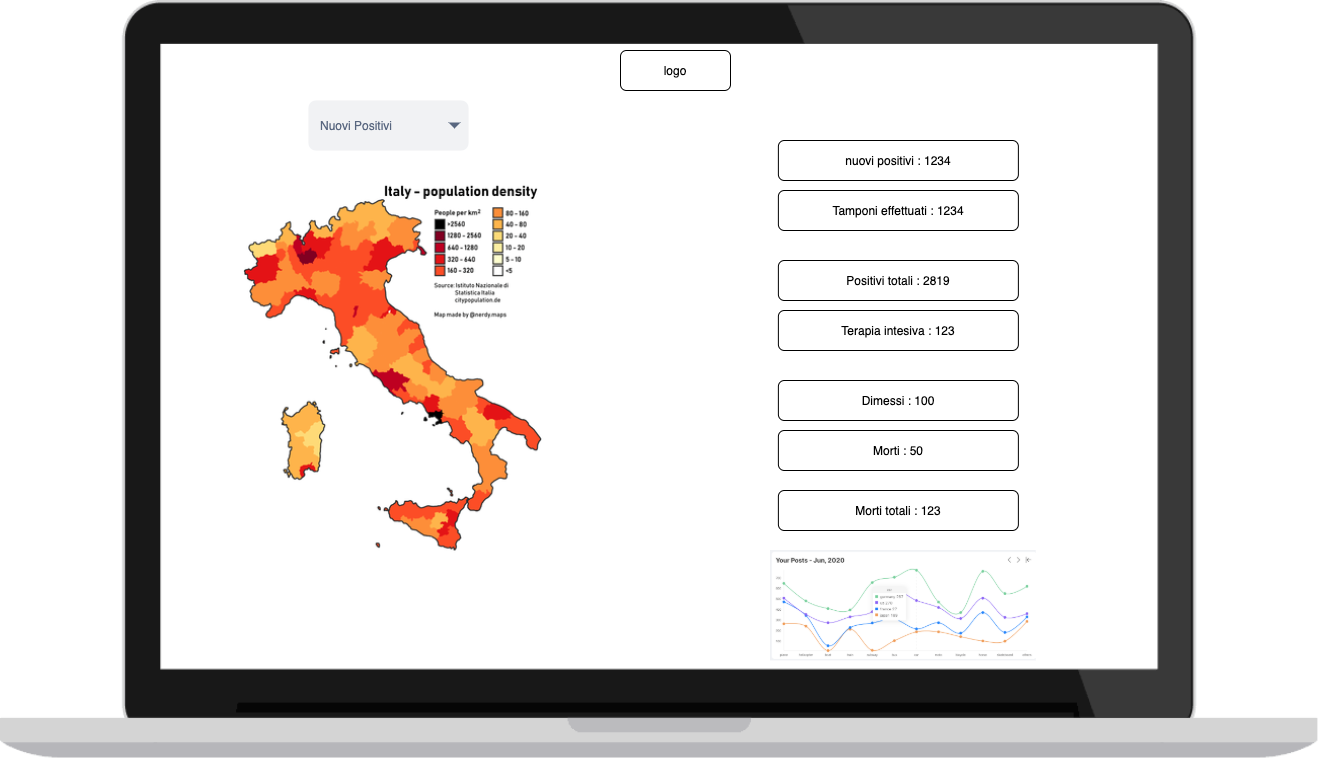 logo
Nuovi Positivi
Italy - population density
People per km²
+2560
1280 - 2560
640 - 1280
320 - 640
160 - 320
80 - 160
40 - 80
20 - 40
10 - 20
5 - 10
<5
Source: Istituto Nazionale di
Statistica Italia
citypopulation.de
Map made by @nerdy.maps
nuovi positivi : 1234
Tamponi effettuati : 1234
Positivi totali : 2819
Terapia intesiva : 123
Dimessi : 100
Morti : 50
Morti totali : 123
Your Posts - Jun, 2020